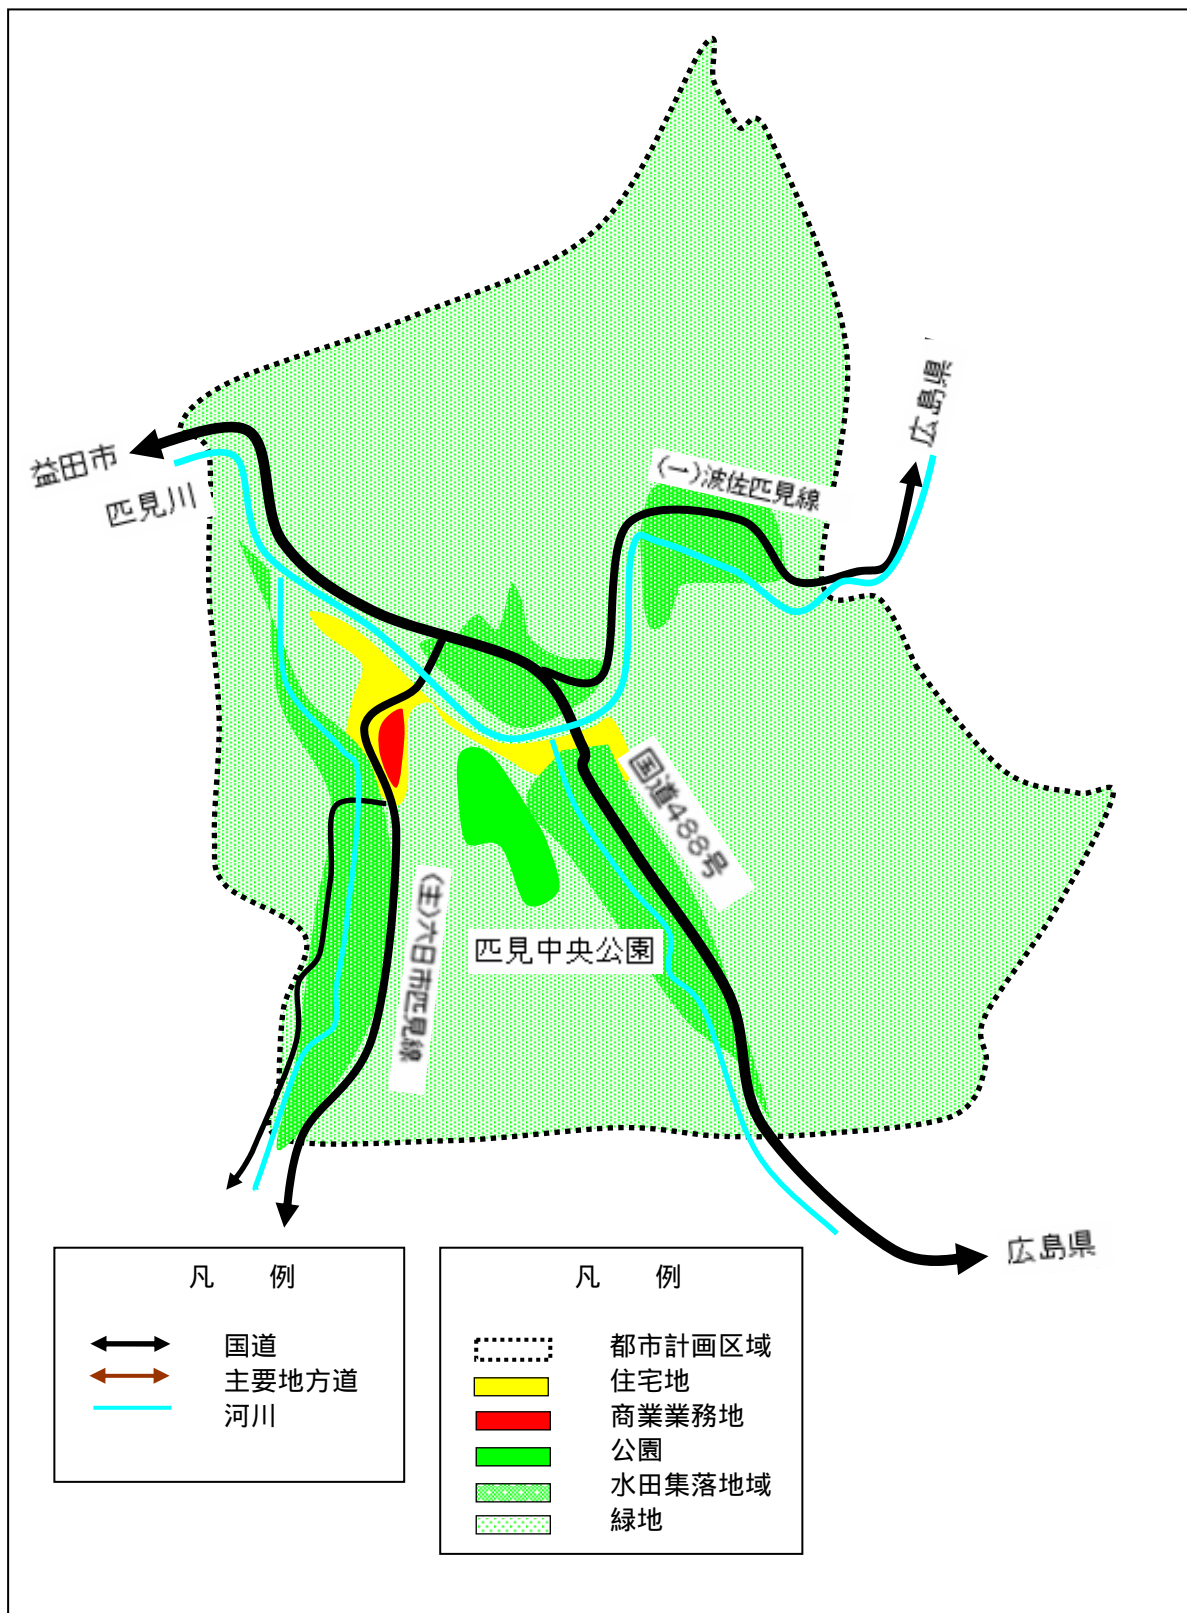 広島県
(一)波佐匹見線
益田市
匹見川
国道488号
(主)六日市匹見線
匹見中央公園
広島県
凡 例
国道
主要地方道
河川
凡 例
都市計画区域
住宅地
商業業務地
公園
水田集落地域
緑地